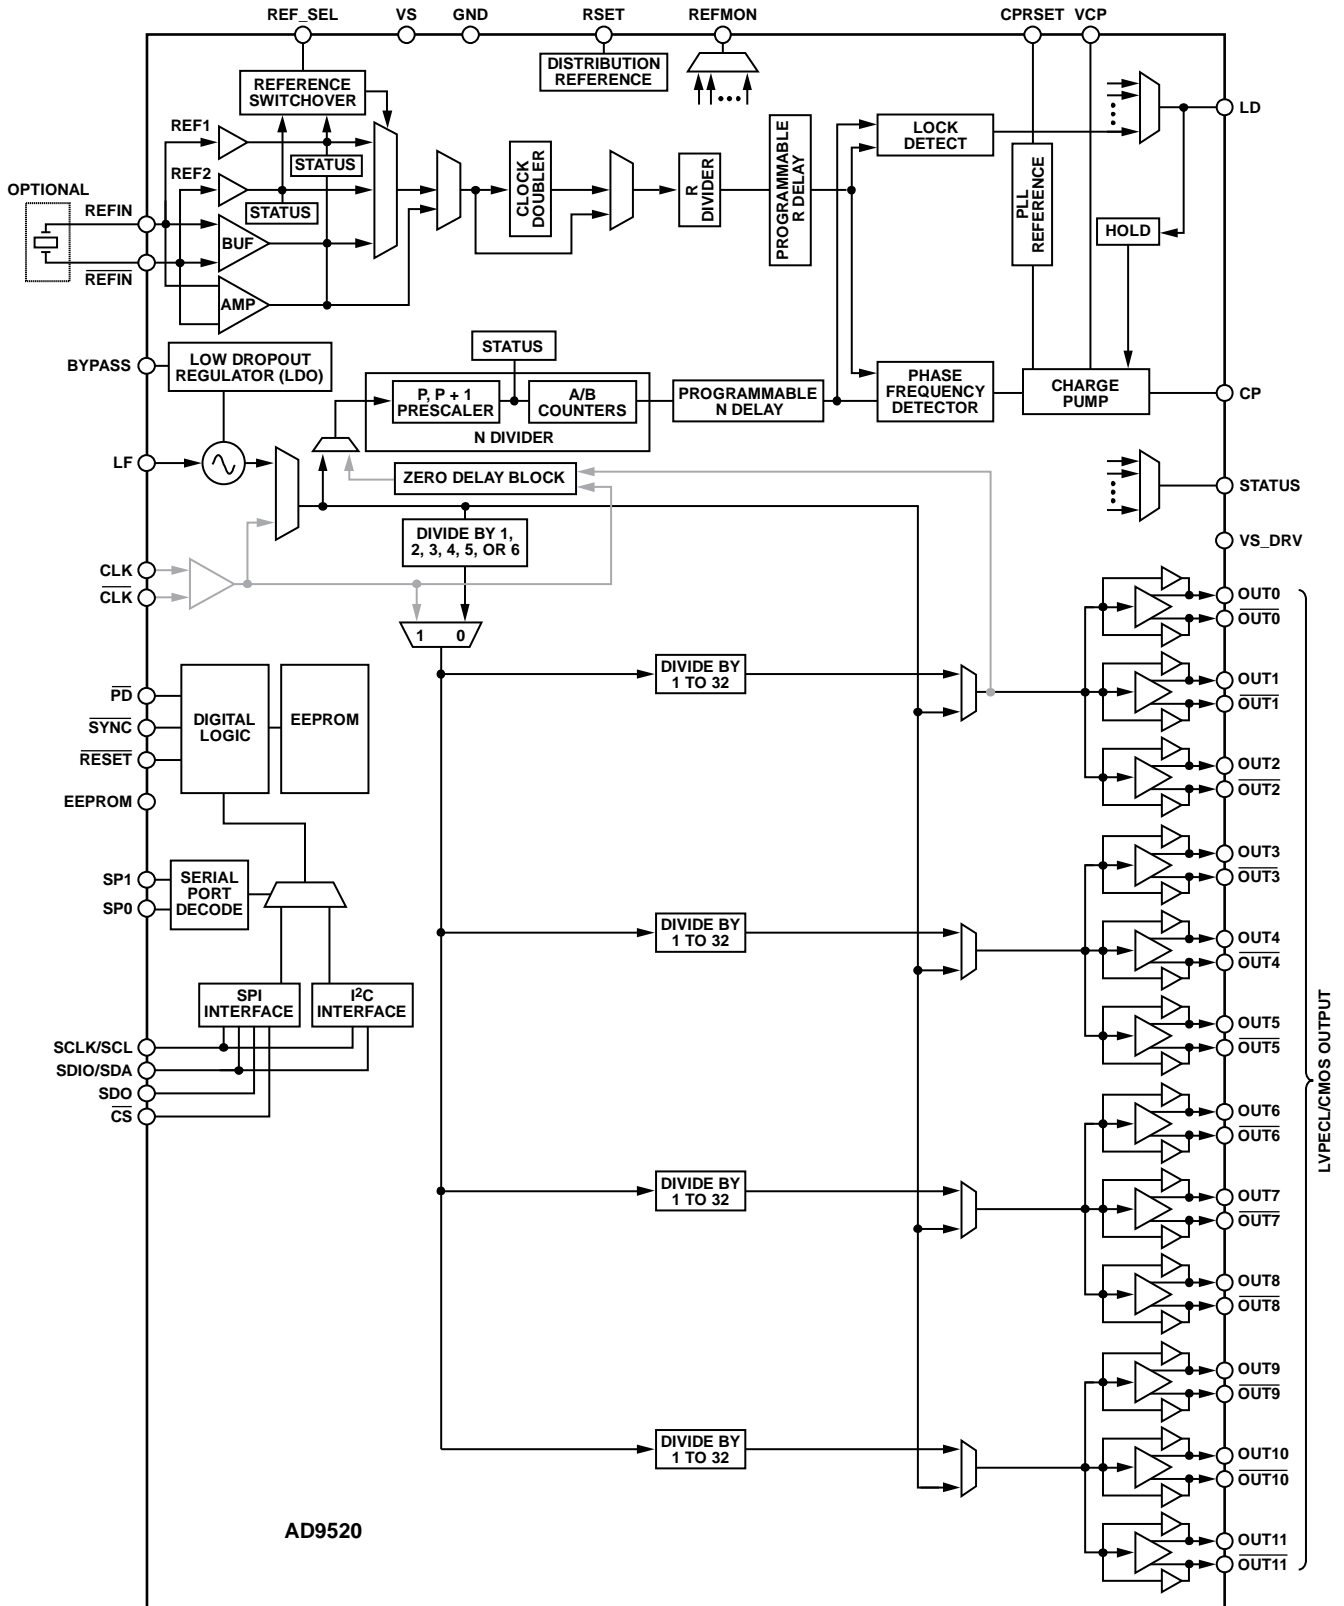 REF_SEL
VS
GND
RSET
REFMON
CPRSET
VCP
DISTRIBUTION
REFERENCE
REFERENCE
SWITCHOVER
LD
REF1
STATUS
REF2
STATUS
OPTIONAL
REFIN
REFIN
BUF
AMP
CLOCK
DOUBLER
R
DIVIDER
PROGRAMMABLE
R DELAY
LOCK
DETECT
PLL
REFERENCE
HOLD
BYPASS
LOW DROPOUT
REGULATOR (LDO)
STATUS
P, P + 1
PRESCALER
A/B
COUNTERS
N DIVIDER
PROGRAMMABLE
N DELAY
PHASE
FREQUENCY
DETECTOR
CHARGE
PUMP
CP
LF
ZERO DELAY BLOCK
STATUS
DIVIDE BY 1,
2, 3, 4, 5, OR 6
VS_DRV
CLK
CLK
1 0
OUT0
OUT0
DIVIDE BY
1 TO 32
OUT1
OUT1
OUT2
OUT2
PD
SYNC
RESET
DIGITAL
LOGIC
EEPROM
EEPROM
SP1
SP0
SERIAL
PORT
DECODE
OUT3
OUT3
DIVIDE BY
1 TO 32
OUT4
OUT4
OUT5
OUT5
SPI
INTERFACE
I2C
INTERFACE
SCLK/SCL
SDIO/SDA
SDO
CS
OUT6
OUT6
DIVIDE BY
1 TO 32
OUT7
OUT7
OUT8
OUT8
LVPECL/CMOS OUTPUT
OUT9
OUT9
DIVIDE BY
1 TO 32
OUT10
OUT10
OUT11
OUT11
AD9520